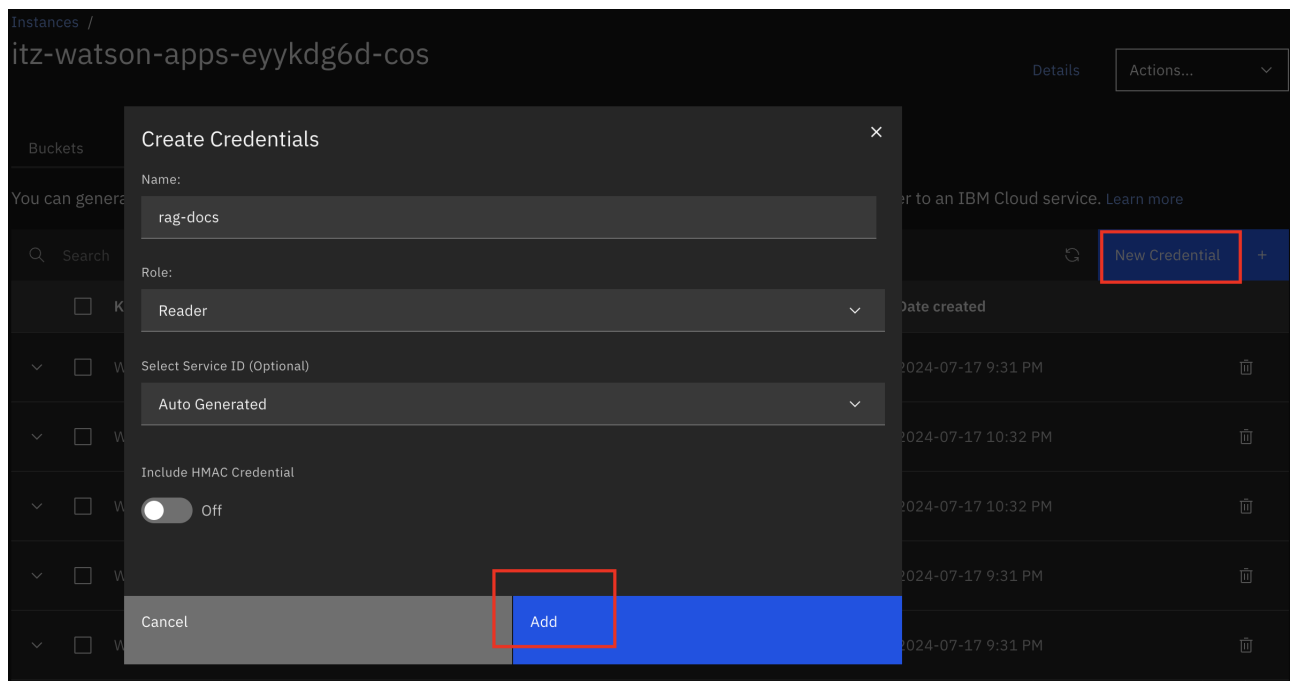 Instances /
itz-watson-apps-eyykdg6d-cos
Details
Actions...
Buckets
Create Credentials
Name:
You can genera
er to an IBM Cloud service. Learn more
rag-docs
Search
New Credential +
Role:
Reader
K
Date created
Select Service ID (Optional)
W
2024-07-17 9:31 PM
Auto Generated
W
2024-07-17 10:32 PM
Include HMAC Credential
Off
W
2024-07-17 10:32 PM
W
2024-07-17 9:31 PM
Cancel
Add
W
2024-07-17 9:31 PM